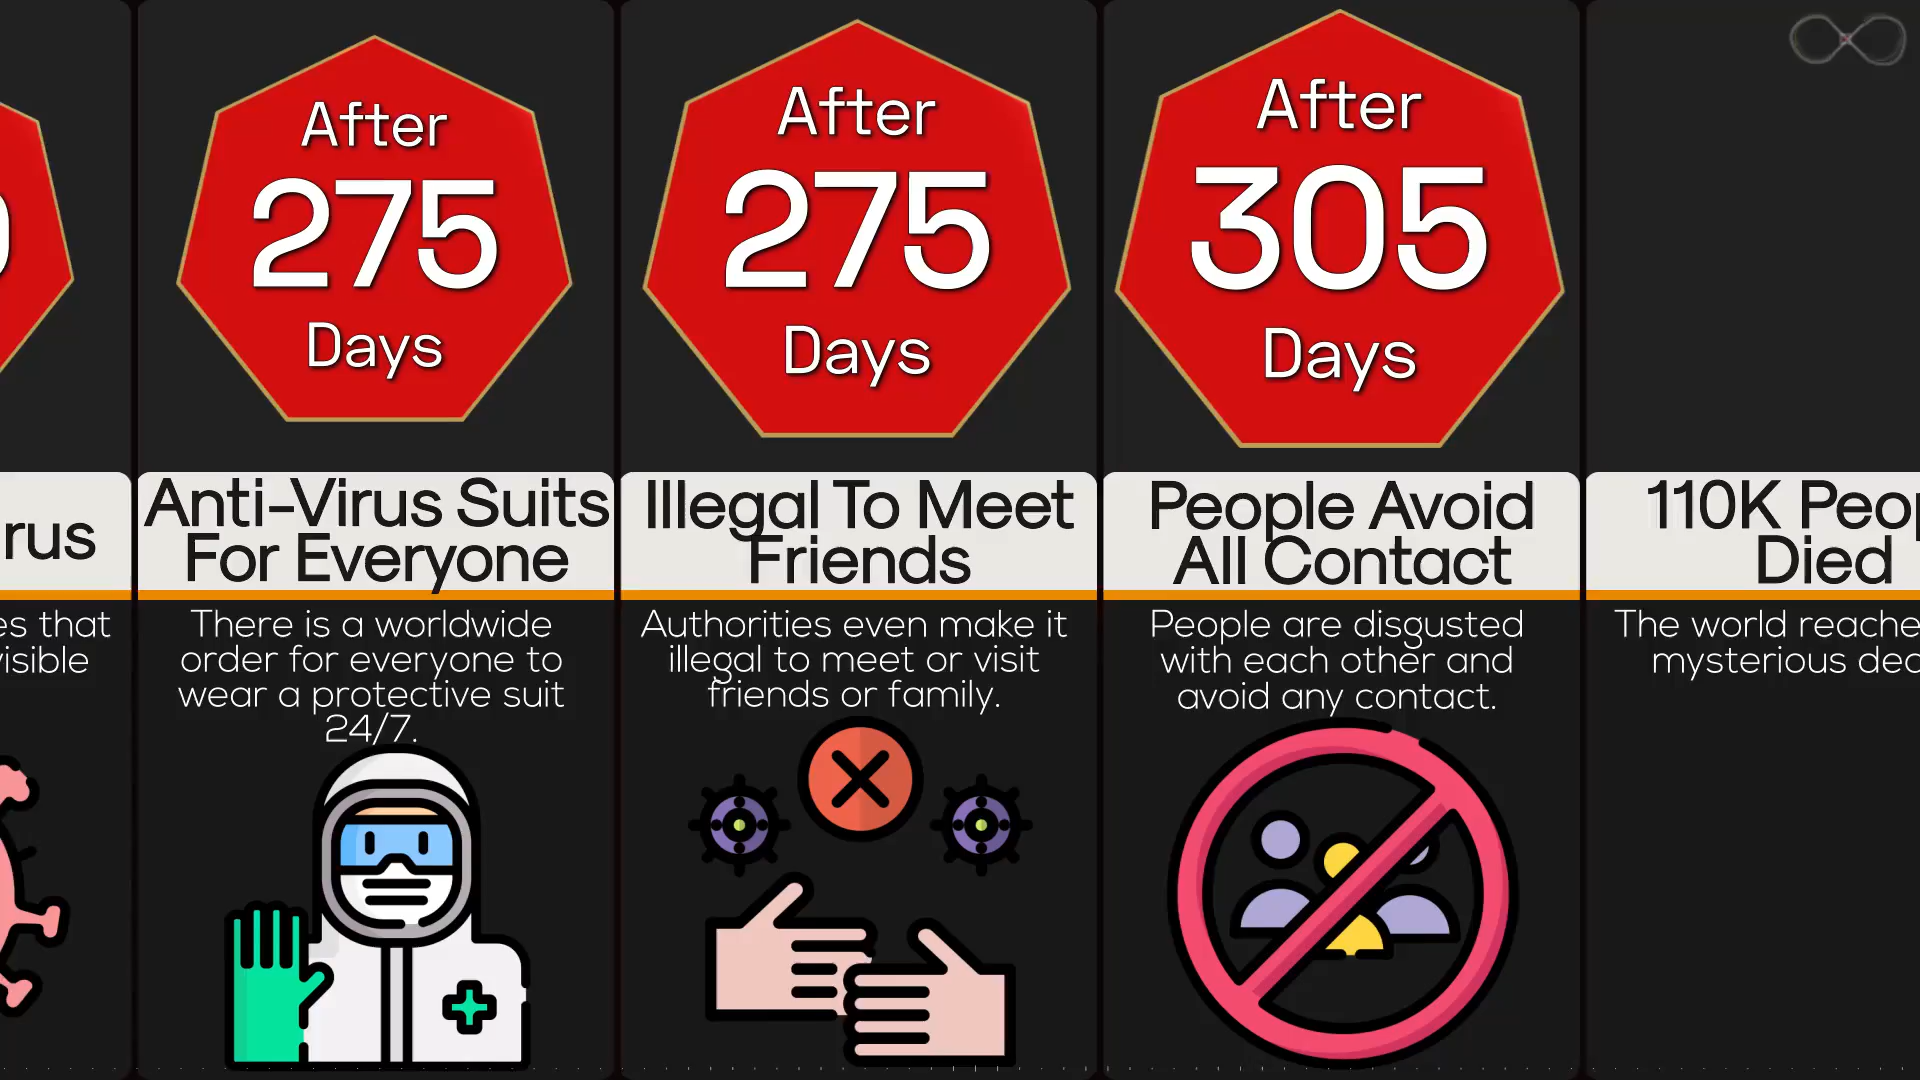 rus
es that
visible
After
275
Days
Anti-Virus Suits
For Everyone
There is a worldwide
order for everyone to
wear a protective suit
24/7.
After
275
Days
Illegal To Meet
Friends
Authorities even make it
illegal to meet or visit
friends or family.
After
305
Days
People Avoid
All Contact
People are disgusted
with each other and
avoid any contact.
110K Peop
Died
The world reache
mysterious dea